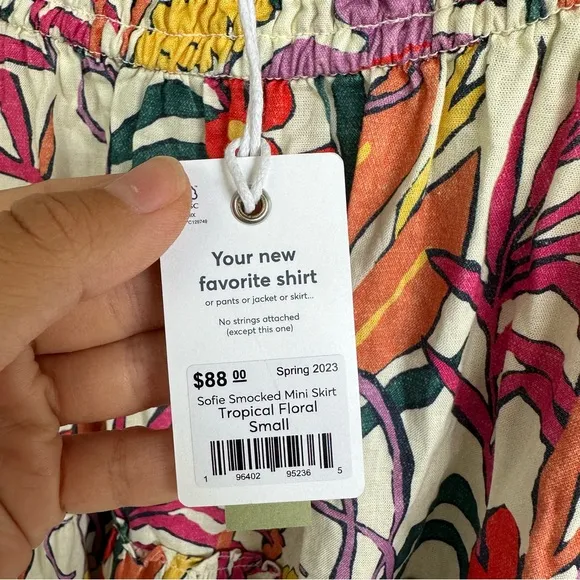 Your new
favorite shirt
or pants or jacket or skirt...
No strings attached
(except this one)
$88 00 Spring 2023
Sofie Smocked Mini Skirt
Tropical Floral
Small
1 96402 95236 5